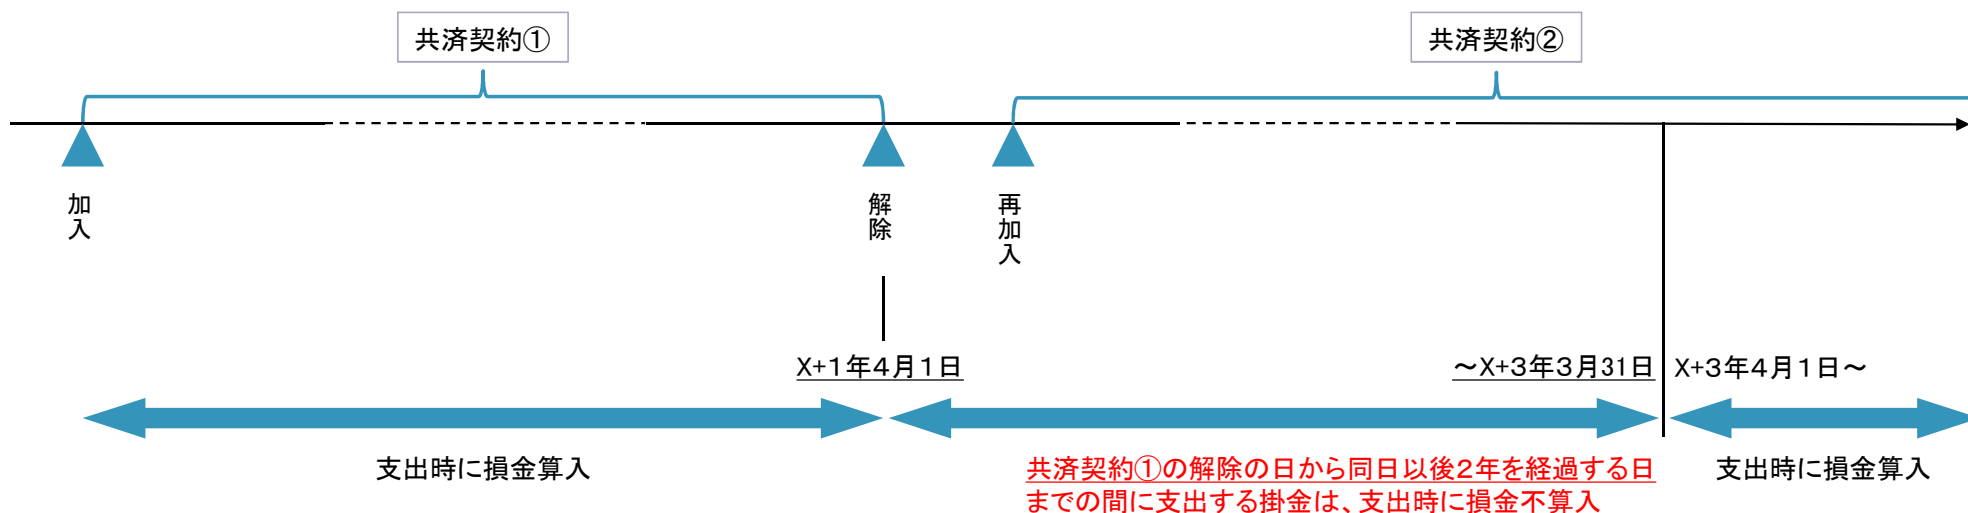 共済契約①
共済契約②
加入
解除
再加入
X+1年4月1日
～X+3年3月31日
X+3年4月1日～
支出時に損金算入
共済契約①の解除の日から同日以後2年を経過する日
までの間に支出する掛金は、支出時に損金不算入
支出時に損金算入